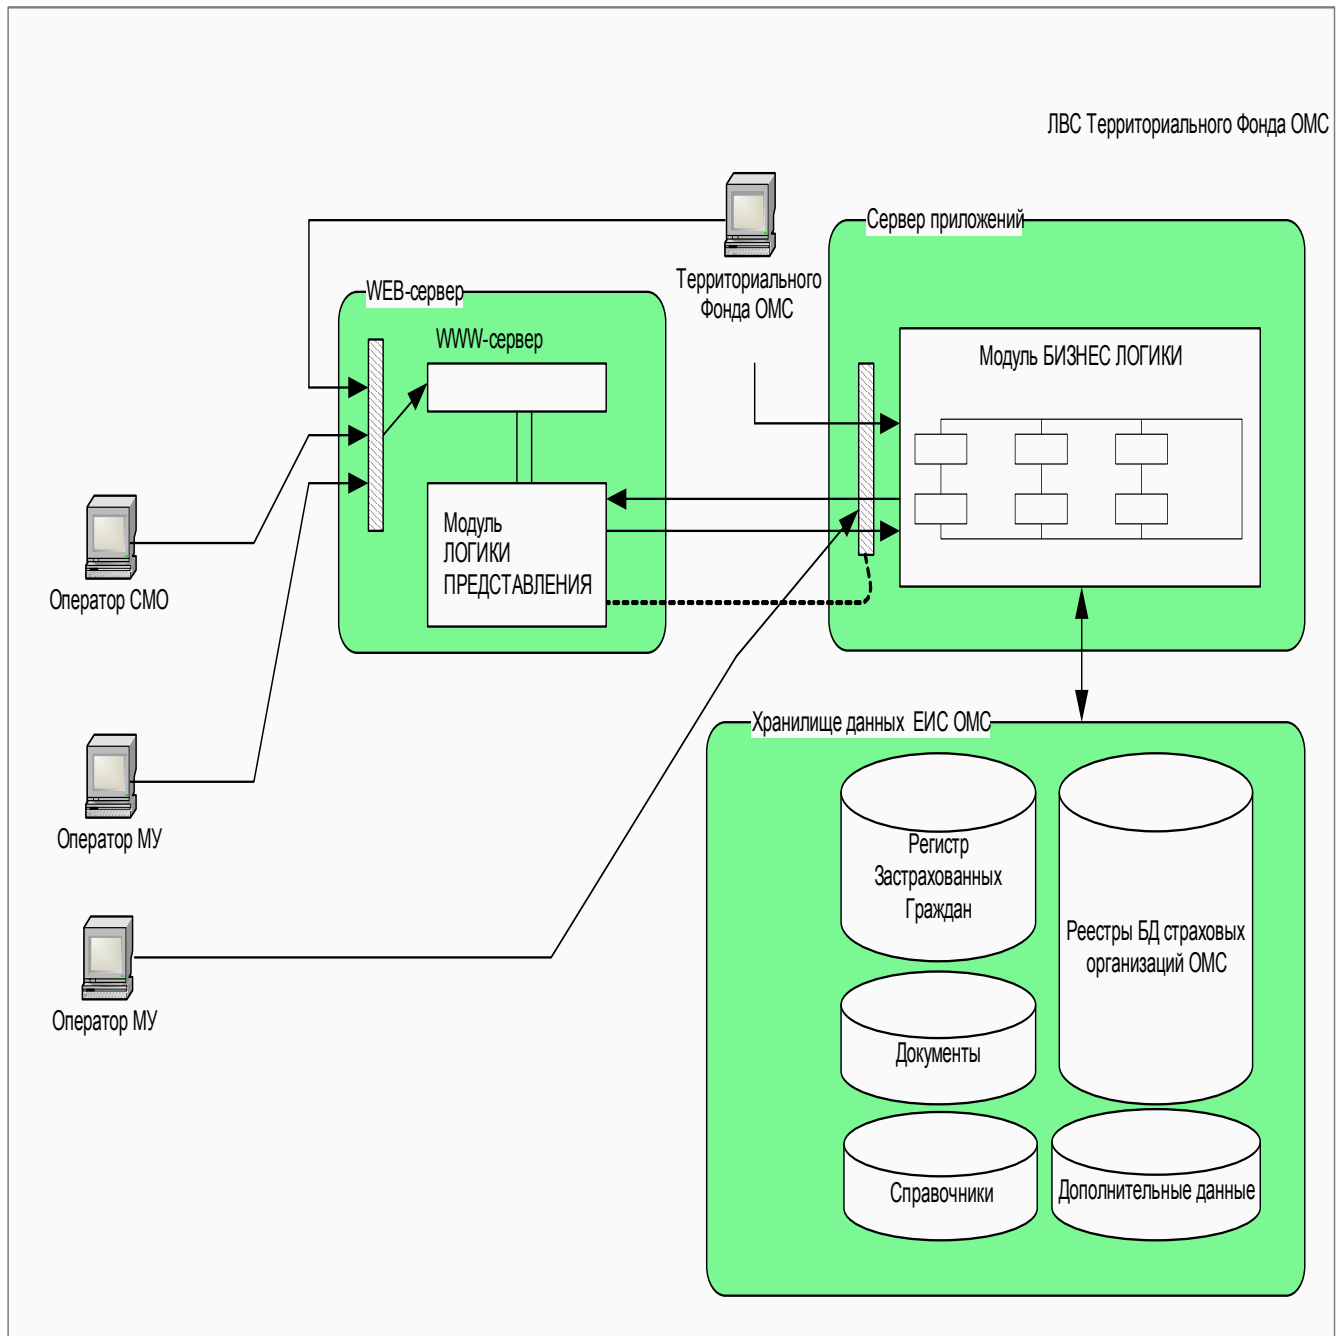 ЛВС Территориального Фонда ОМС
Сервер приложений
Территориального
Фонда ОМС
WEB-сервер
WWW-сервер
Модуль БИЗНЕС ЛОГИКИ
Модуль
ЛОГИКИ
ПРЕДСТАВЛЕНИЯ
Оператор СМО
Оператор МУ
Оператор МУ
Хранилище данных ЕИС ОМС
Регистр
Застрахованных
Граждан
Реестры БД страховых
организаций ОМС
Документы
Справочники
Дополнительные данные